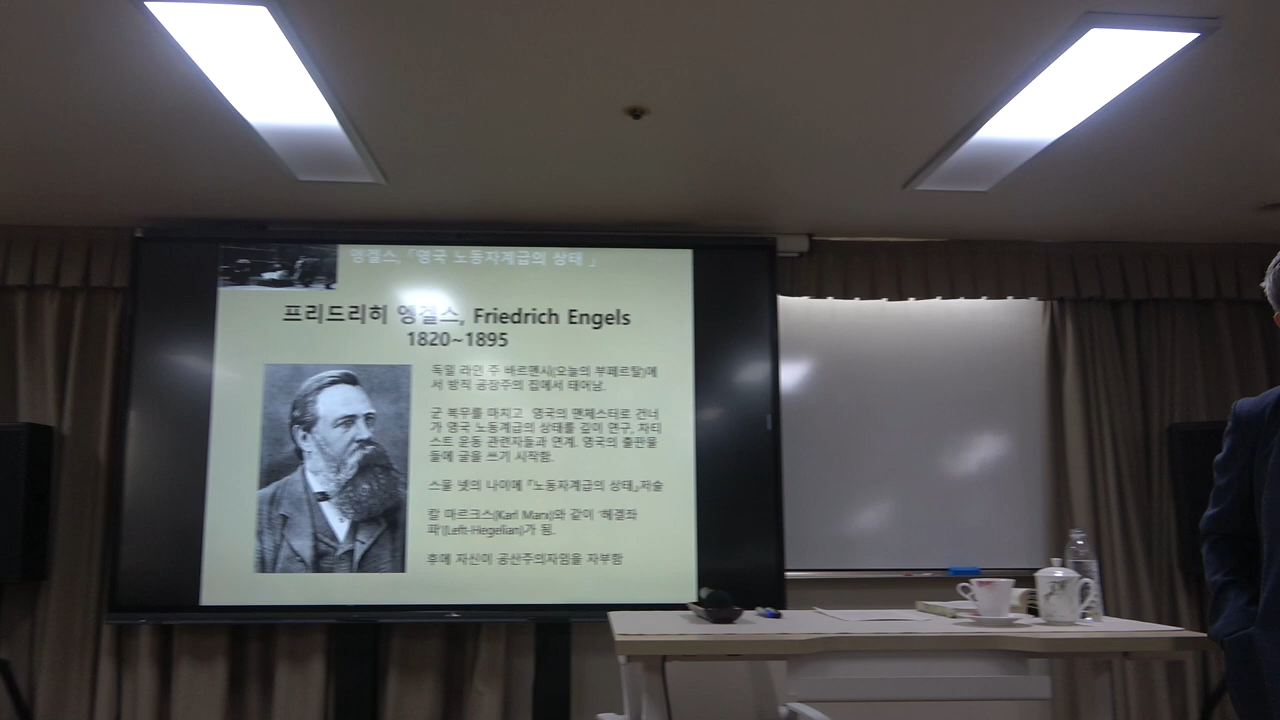 엥겔스, 「영국 노동자계급의 상태 」
프리드리히 엥겔스, Friedrich Engels
1820~1895
독일 라인 주 바르멘시(오늘의 부페르탈)에
서 방직 공장주의 집에서 태어남.
군 복무를 마치고 영국의 맨체스터로 건너
가 영국 노동계급의 상태를 깊이 연구, 차티
스트 운동 관련자들과 연계. 영국의 출판물
들에 글을 쓰기 시작함.
스물 넷의 나이에 『노동자계급의 상태』저술
칼 마르크스(Karl Marx)와 같이 '헤겔좌
파'(Left-Hegelian)가 됨.
후에 자신이 공산주의자임을 자부함